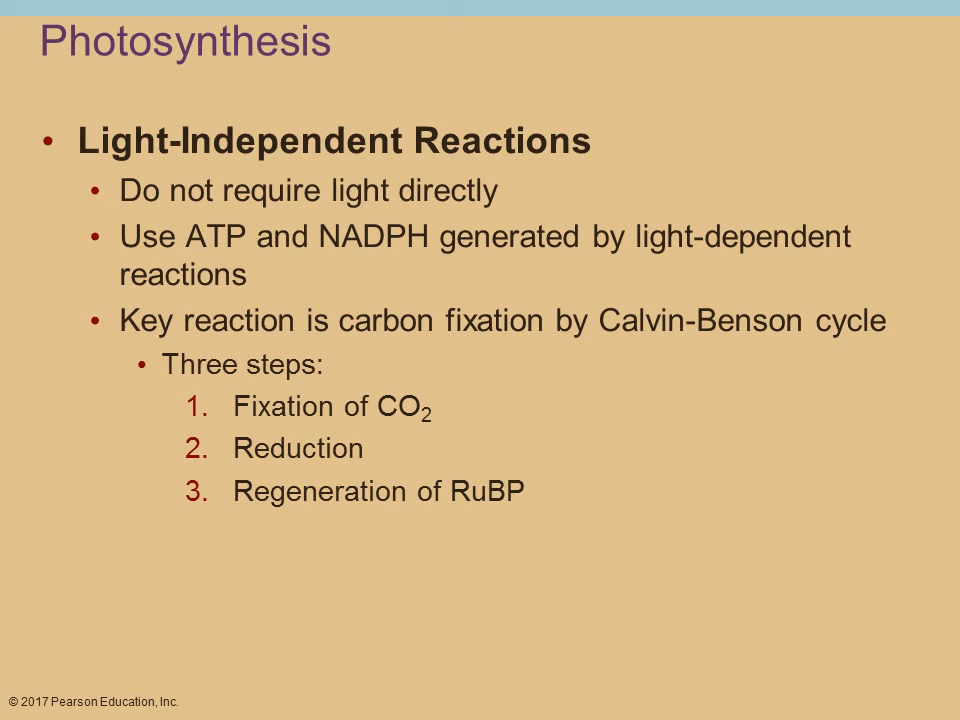 Photosynthesis
• Light-Independent Reactions
• Do not require light directly
• Use ATP and NADPH generated by light-dependent
reactions
• Key reaction is carbon fixation by Calvin-Benson cycle
• Three steps:
1. Fixation of CO₂
2. Reduction
3. Regeneration of RuBP
© 2017 Pearson Education, Inc.